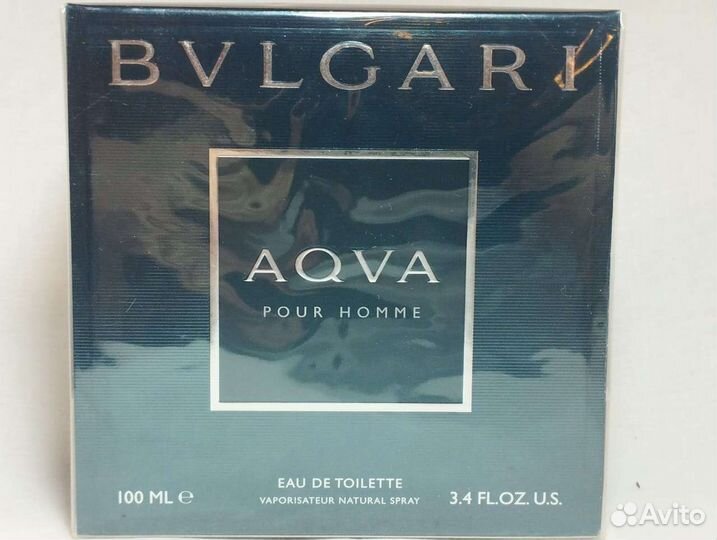 BVLGARI
AQVA
POUR HOMME
EAU DE TOILETTE
100 ML ℮ VAPORISATEUR NATURAL SPRAY 3.4 FL.OZ. U.S.
Avito